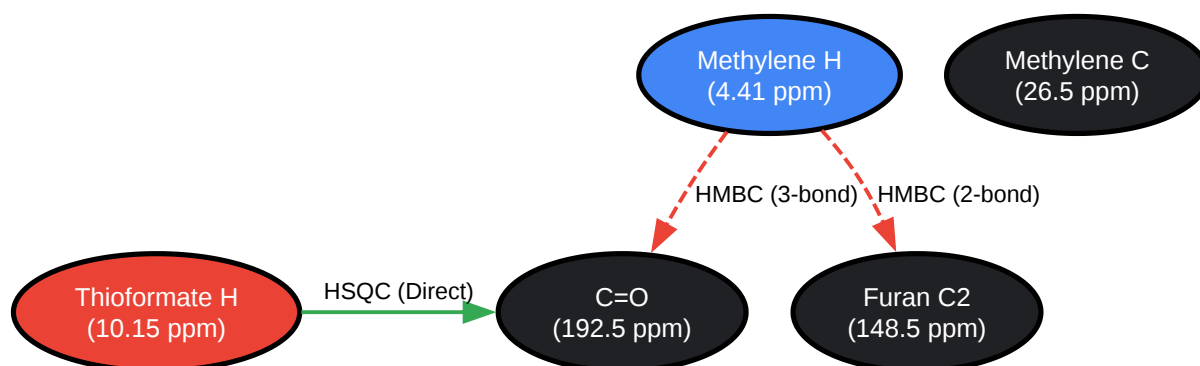 Methylene H
(4.41 ppm)
Methylene C
(26.5 ppm)
HMBC (3-bond)
HMBC (2-bond)
Thioformate H
(10.15 ppm)
HSQC (Direct)
C=O
(192.5 ppm)
Furan C2
(148.5 ppm)